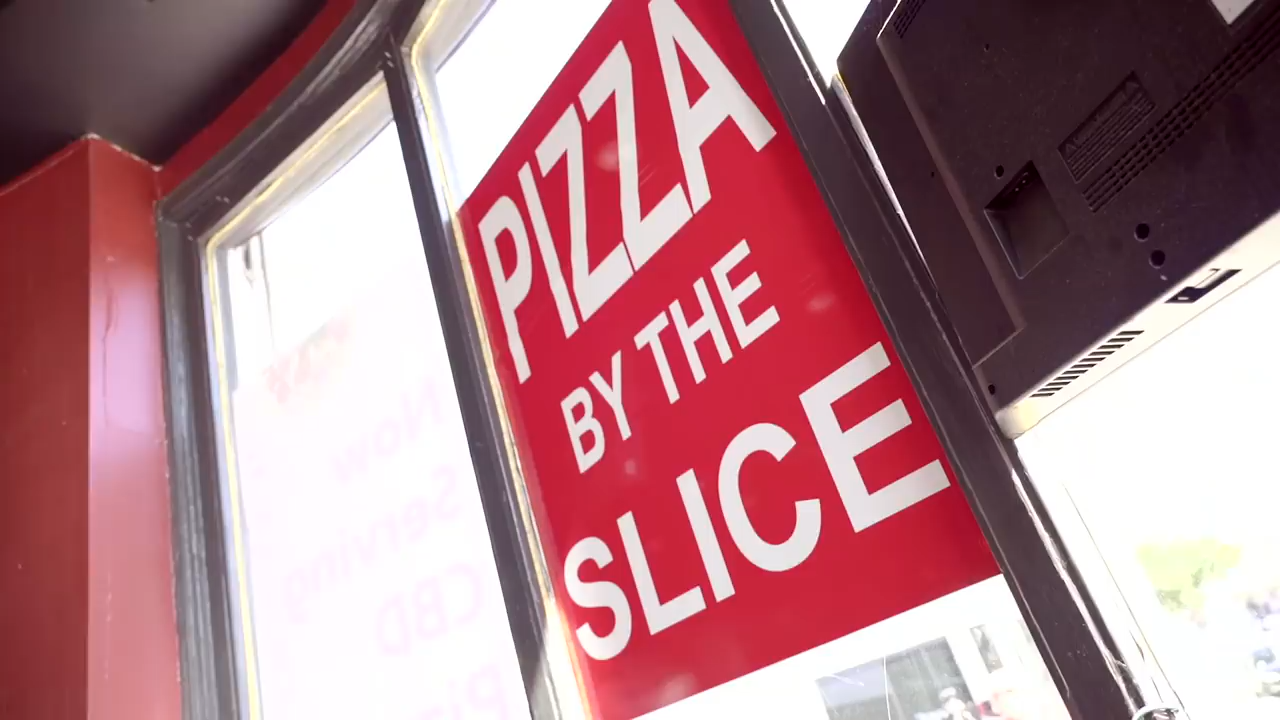 PIZZA
BY THE
SLICE
Now
Serving
CBD